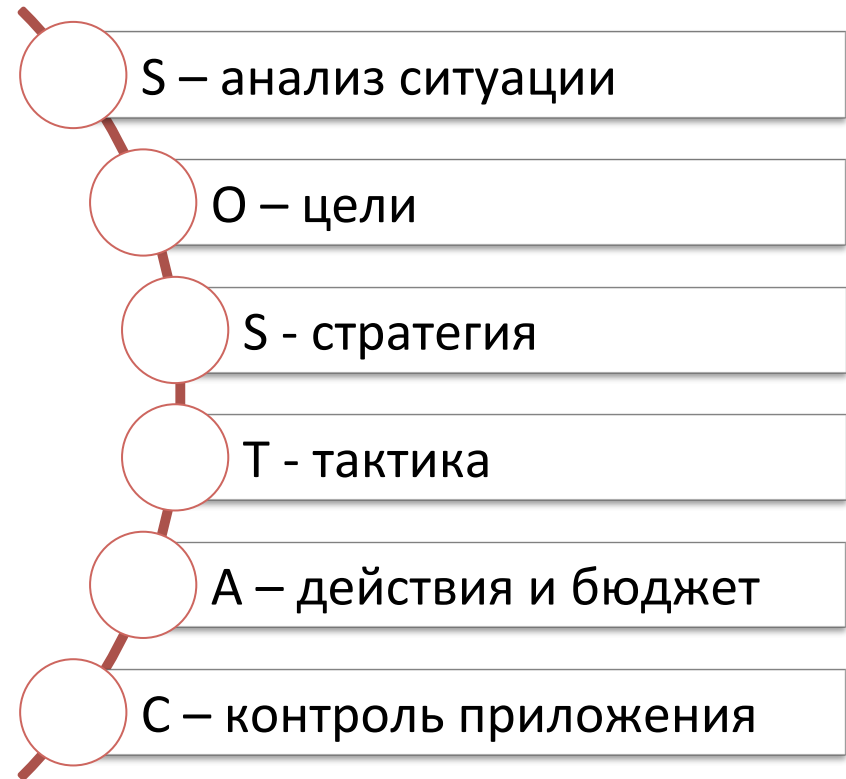 S – анализ ситуации
O – цели
S - стратегия
T - тактика
A – действия и бюджет
C – контроль приложения